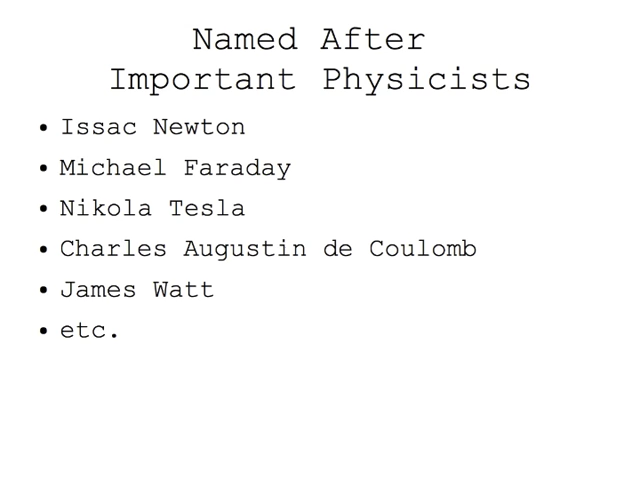 Named After
Important Physicists
• Issac Newton
• Michael Faraday
• Nikola Tesla
• Charles Augustin de Coulomb
• James Watt
• etc.